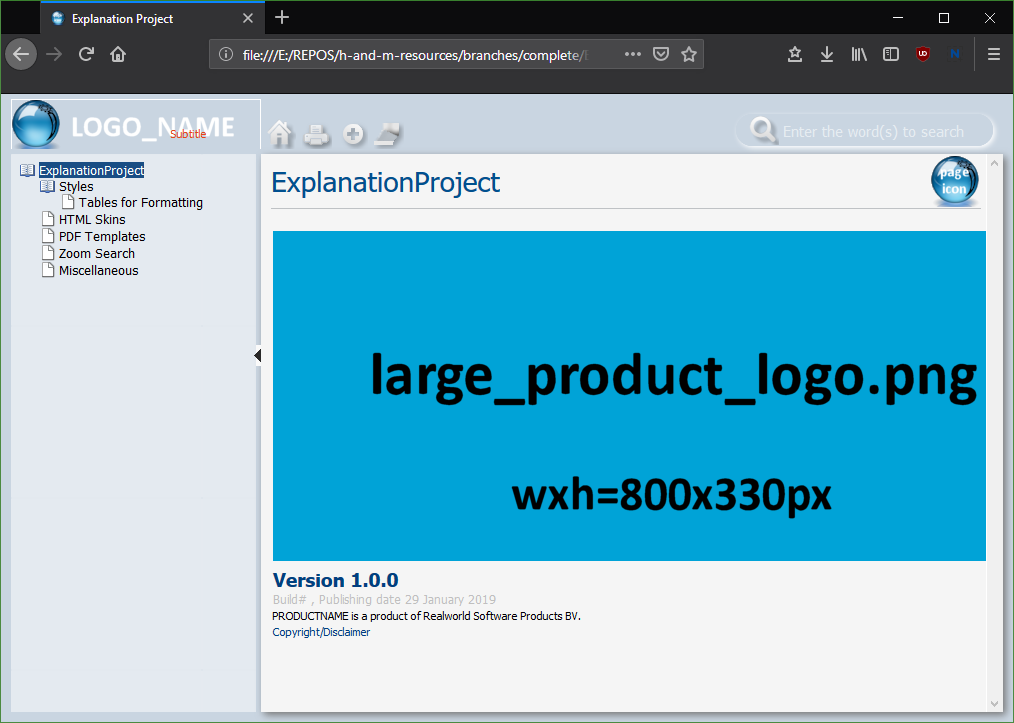 Explanation Project
file:///E:/REPOS/h-and-m-resources/branches/complete/
LOGO_NAME
Subtitle
Enter the word(s) to search
ExplanationProject
Styles
Tables for Formatting
HTML Skins
PDF Templates
Zoom Search
Miscellaneous
ExplanationProject
page
icon
large_product_logo.png
wxh=800x330px
Version 1.0.0
Build# , Publishing date 29 January 2019
PRODUCTNAME is a product of Realworld Software Products BV.
Copyright/Disclaimer